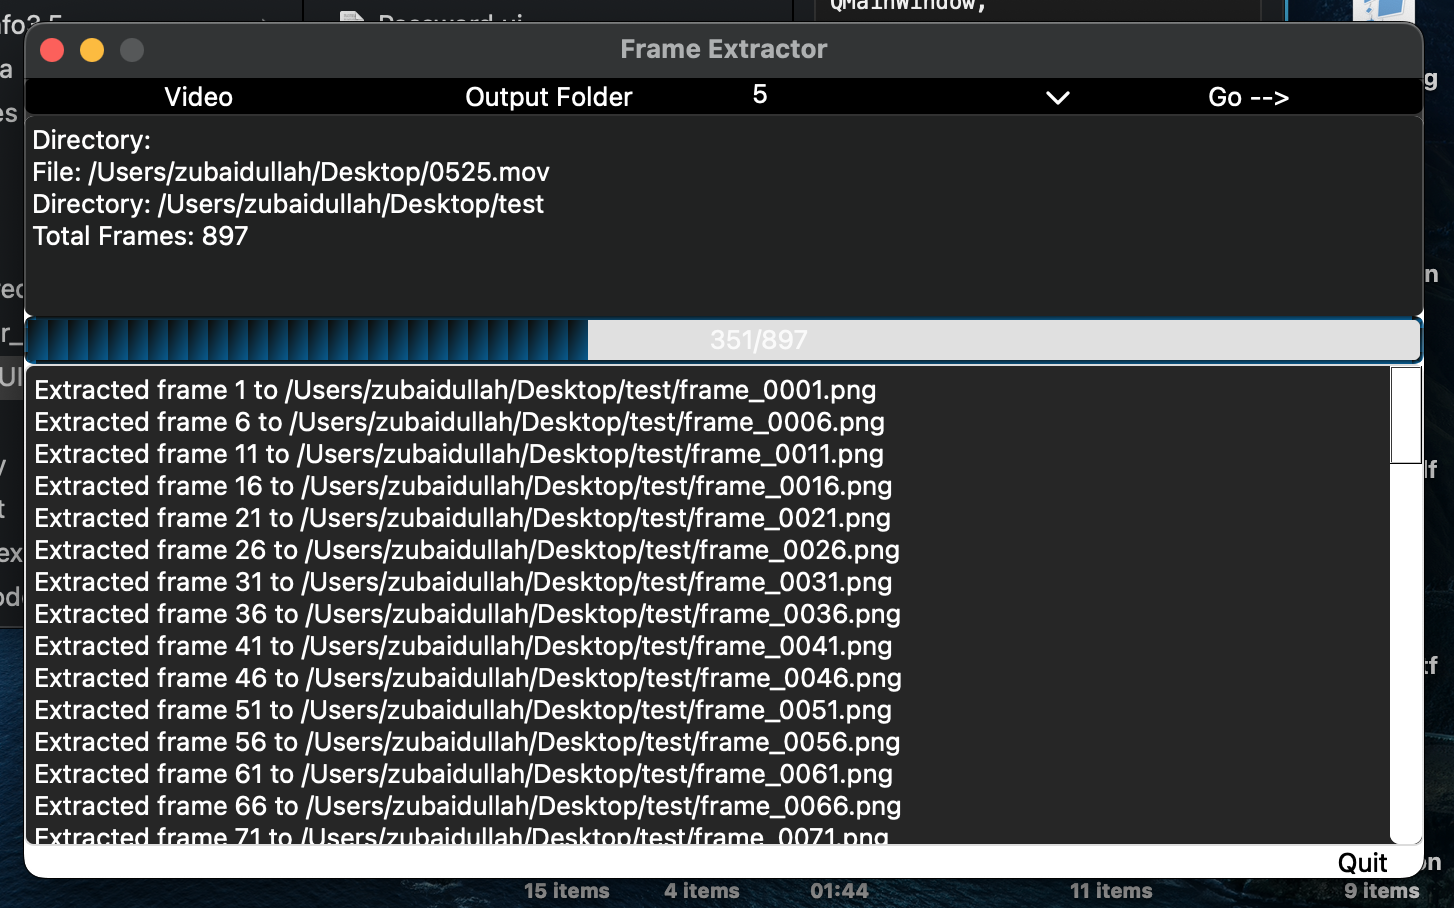 QMainWindow,
Password.ui
Frame Extractor
Video Output Folder 5 Go -->
Directory:
File: /Users/zubaidullah/Desktop/0525.mov
Directory: /Users/zubaidullah/Desktop/test
Total Frames: 897
351/897
Extracted frame 1 to /Users/zubaidullah/Desktop/test/frame_0001.png
Extracted frame 6 to /Users/zubaidullah/Desktop/test/frame_0006.png
Extracted frame 11 to /Users/zubaidullah/Desktop/test/frame_0011.png
Extracted frame 16 to /Users/zubaidullah/Desktop/test/frame_0016.png
Extracted frame 21 to /Users/zubaidullah/Desktop/test/frame_0021.png
Extracted frame 26 to /Users/zubaidullah/Desktop/test/frame_0026.png
Extracted frame 31 to /Users/zubaidullah/Desktop/test/frame_0031.png
Extracted frame 36 to /Users/zubaidullah/Desktop/test/frame_0036.png
Extracted frame 41 to /Users/zubaidullah/Desktop/test/frame_0041.png
Extracted frame 46 to /Users/zubaidullah/Desktop/test/frame_0046.png
Extracted frame 51 to /Users/zubaidullah/Desktop/test/frame_0051.png
Extracted frame 56 to /Users/zubaidullah/Desktop/test/frame_0056.png
Extracted frame 61 to /Users/zubaidullah/Desktop/test/frame_0061.png
Extracted frame 66 to /Users/zubaidullah/Desktop/test/frame_0066.png
Extracted frame 71 to /Users/zubaidullah/Desktop/test/frame_0071.png
Quit
15 items 4 items 01:44 11 items 9 items